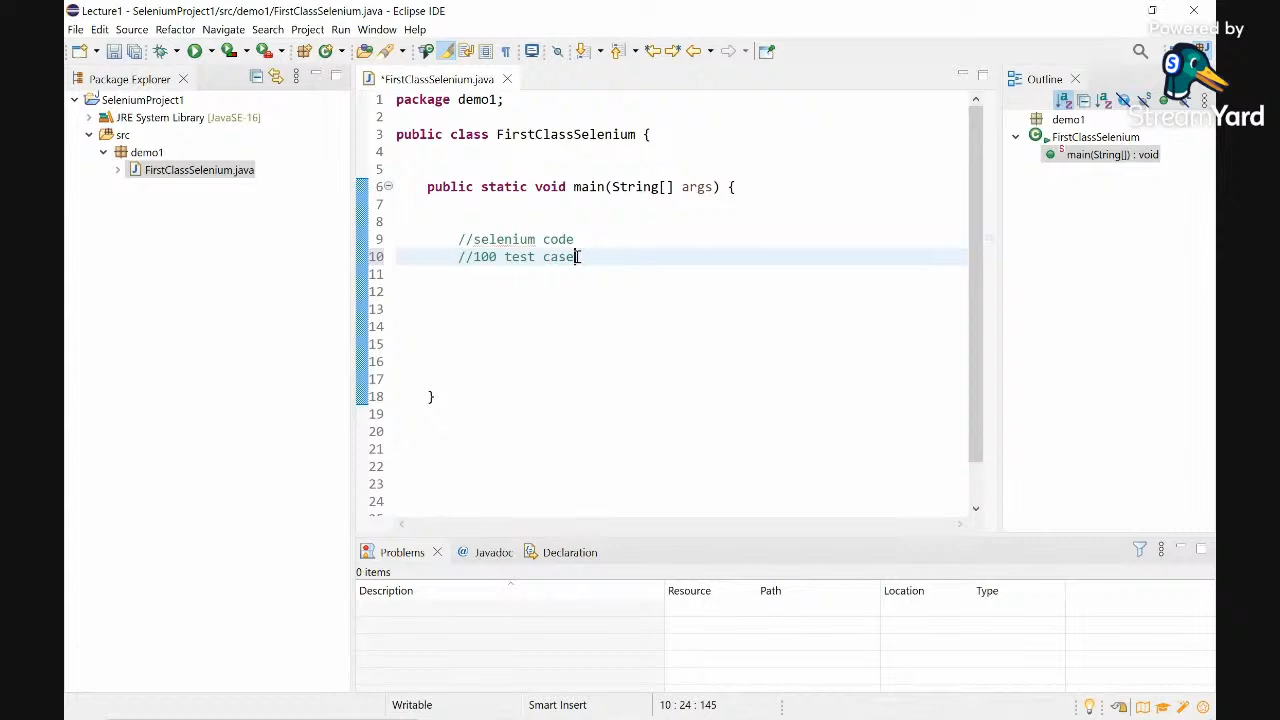 Lecture1 - SeleniumProject1/src/demo1/FirstClassSelenium.java - Eclipse IDE
File Edit Source Refactor Navigate Search Project Run Window Help
Powered by
StreamYard
Package Explorer
SeleniumProject1
JRE System Library [JavaSE-16]
src
demo1
FirstClassSelenium.java
*FirstClassSelenium.java
1 package demo1;
2
3 public class FirstClassSelenium {
4
5
6 public static void main(String[] args) {
7
8
9 //selenium code
10 //100 test case
11
12
13
14
15
16
17
18 }
19
20
21
22
23
24
Outline
demo1
FirstClassSelenium
main(String[]) : void
Problems Javadoc Declaration
0 items
Description Resource Path Location Type
Writable Smart Insert 10 : 24 : 145